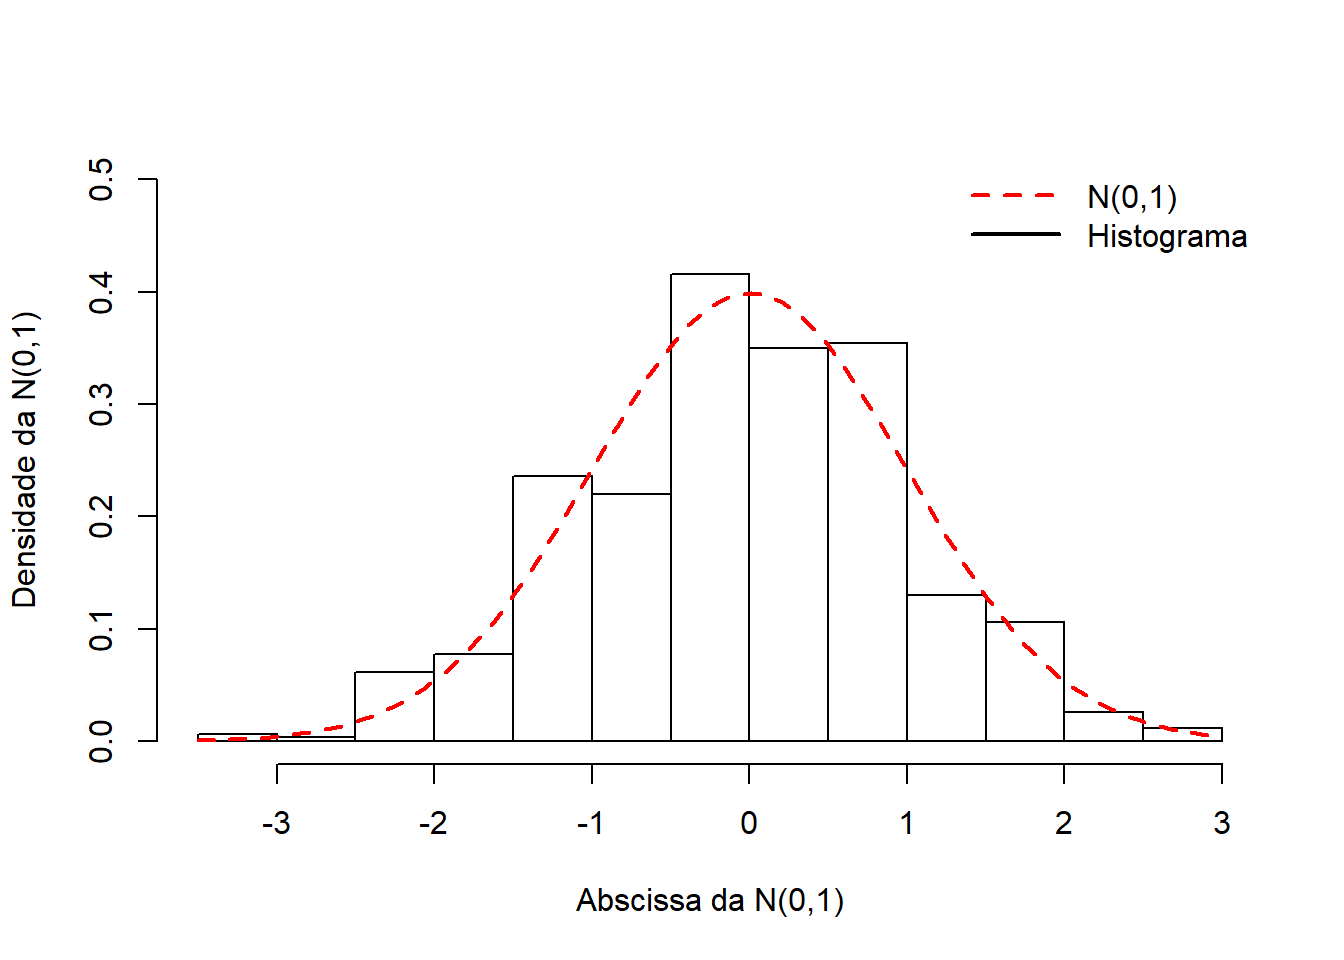 N(0,1)
Histograma
Densidade da N(0,1)
0.5
0.4
0.3
0.2
0.1
0.0
-3 -2 -1 0 1 2 3
Abscissa da N(0,1)